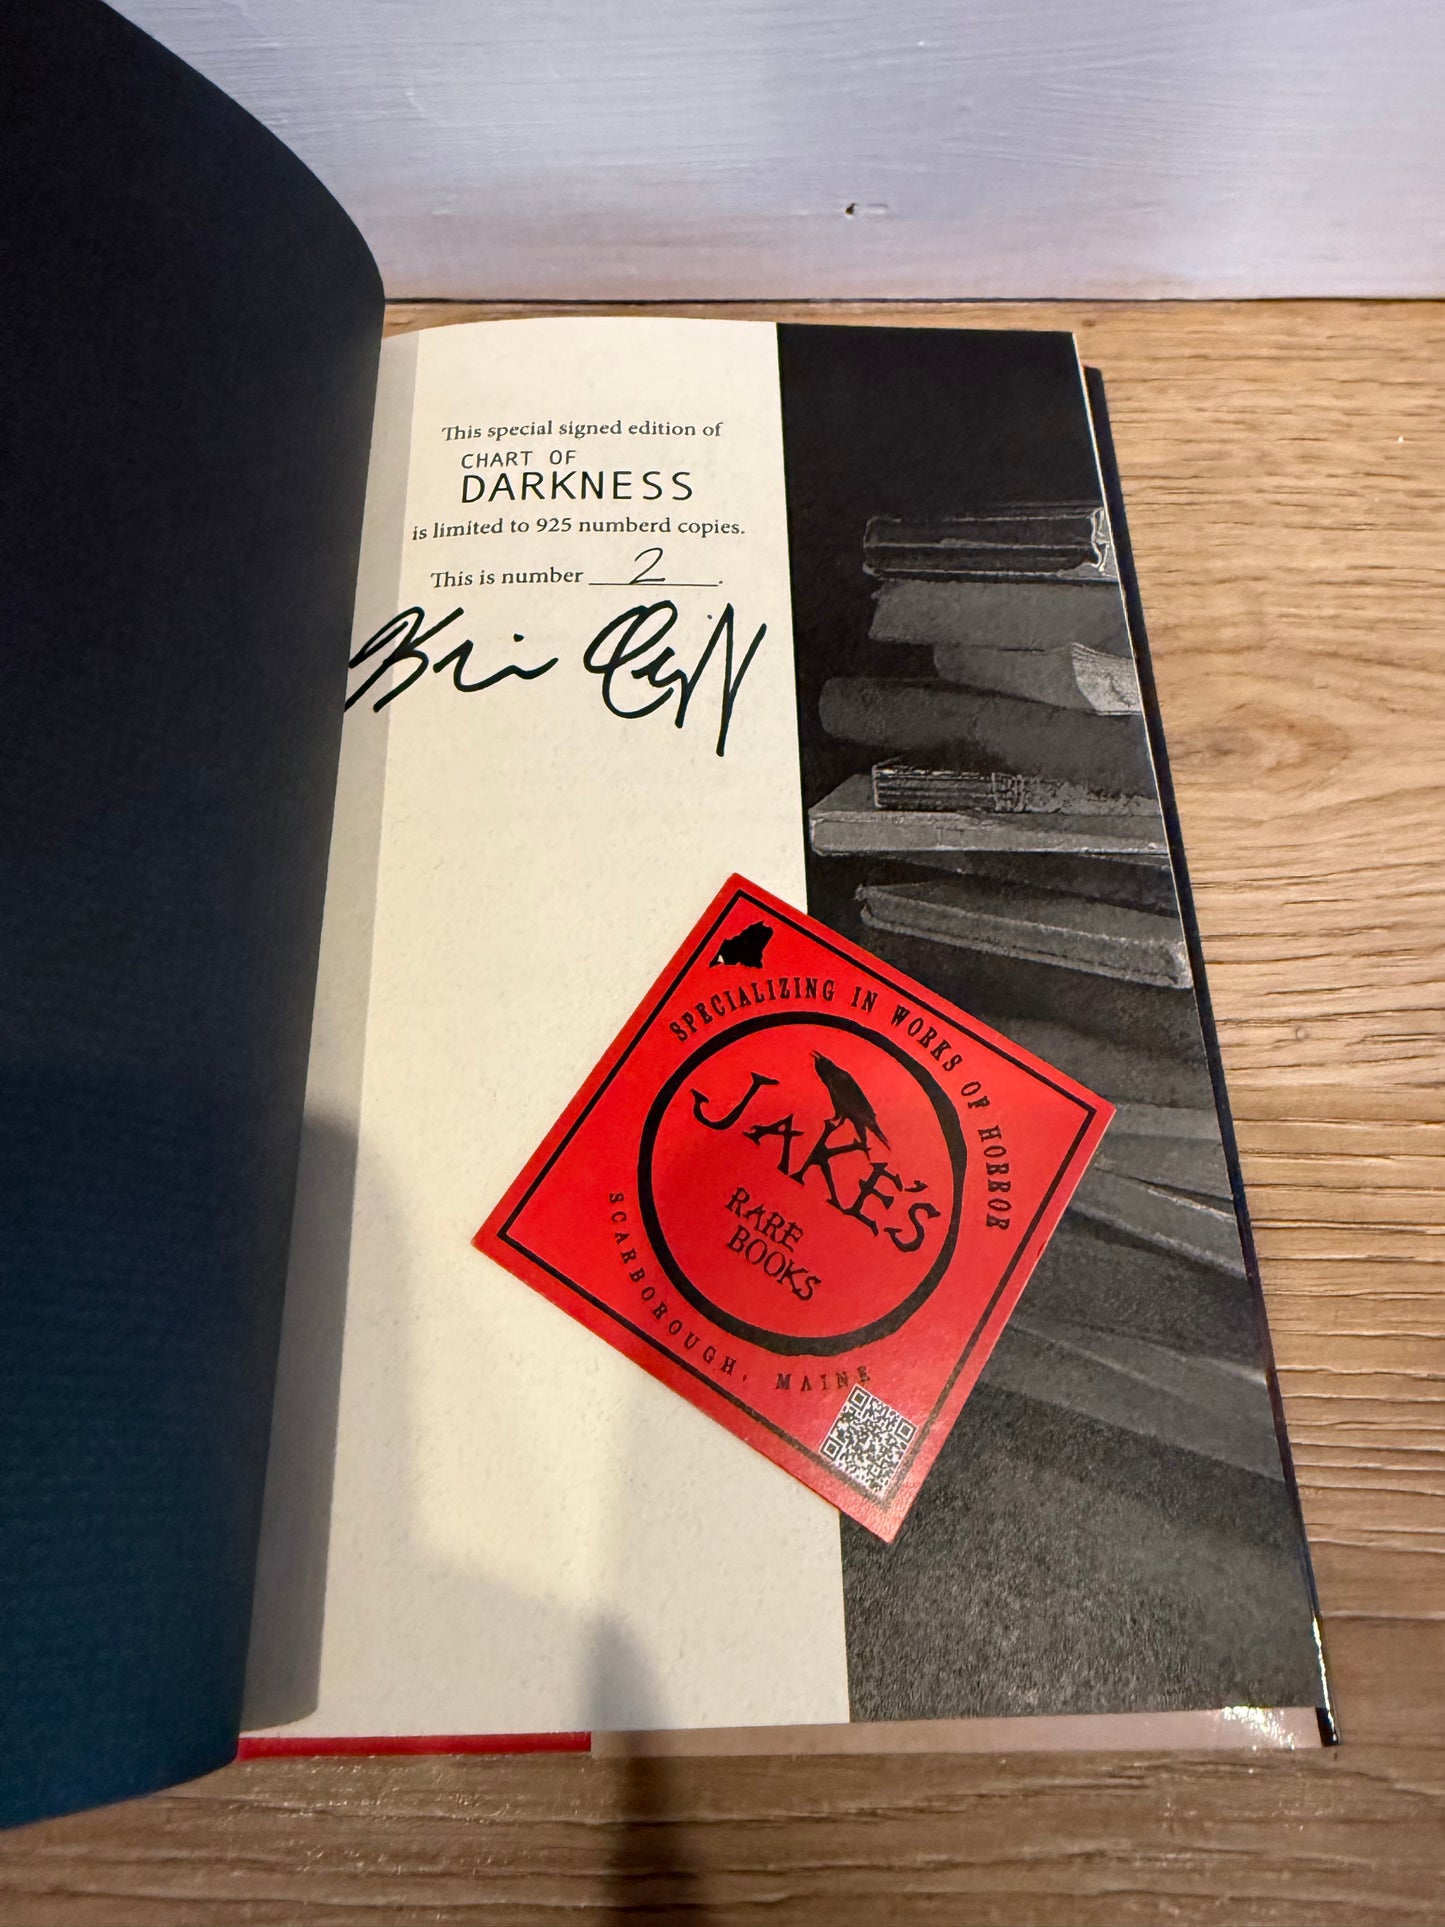 This special signed edition of
CHART OF
DARKNESS
is limited to 925 numberd copies.
This is number 2.
SPECIALIZING IN WORKS OF HORROR
JAKE'S
RARE
BOOKS
SCARBOROUGH, MAINE